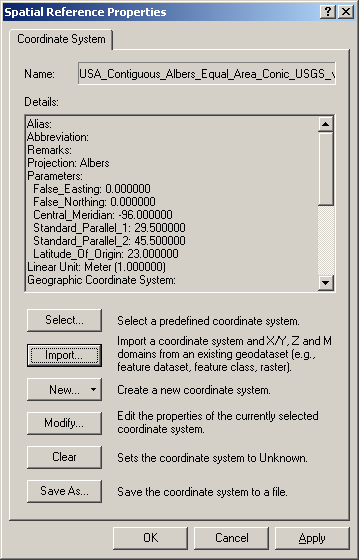 Spatial Reference Properties
Coordinate System
Name: USA_Contiguous_Albers_Equal_Area_Conic_USGS_
Details:
Alias:
Abbreviation:
Remarks:
Projection: Albers
Parameters:
False_Easting: 0.000000
False_Northing: 0.000000
Central_Meridian: -96.000000
Standard_Parallel_1: 29.500000
Standard_Parallel_2: 45.500000
Latitude_Of_Origin: 23.000000
Linear Unit: Meter (1.000000)
Geographic Coordinate System:
Select... Select a predefined coordinate system.
Import... Import a coordinate system and X/Y, Z and M
domains from an existing geodataset (e.g.,
feature dataset, feature class, raster).
New... Create a new coordinate system.
Modify... Edit the properties of the currently selected
coordinate system.
Clear Sets the coordinate system to Unknown.
Save As... Save the coordinate system to a file.
OK Cancel Apply